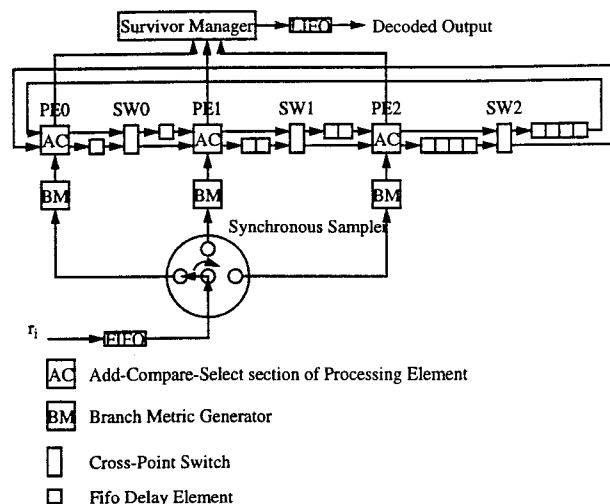 Survivor Manager
LIFO
Decoded Output
PE0 SW0 PE1 SW1 PE2 SW2
AC AC AC
BM BM BM
Synchronous Sampler
ri
FIFO
AC Add-Compare-Select section of Processing Element
BM Branch Metric Generator
Cross-Point Switch
Fifo Delay Element